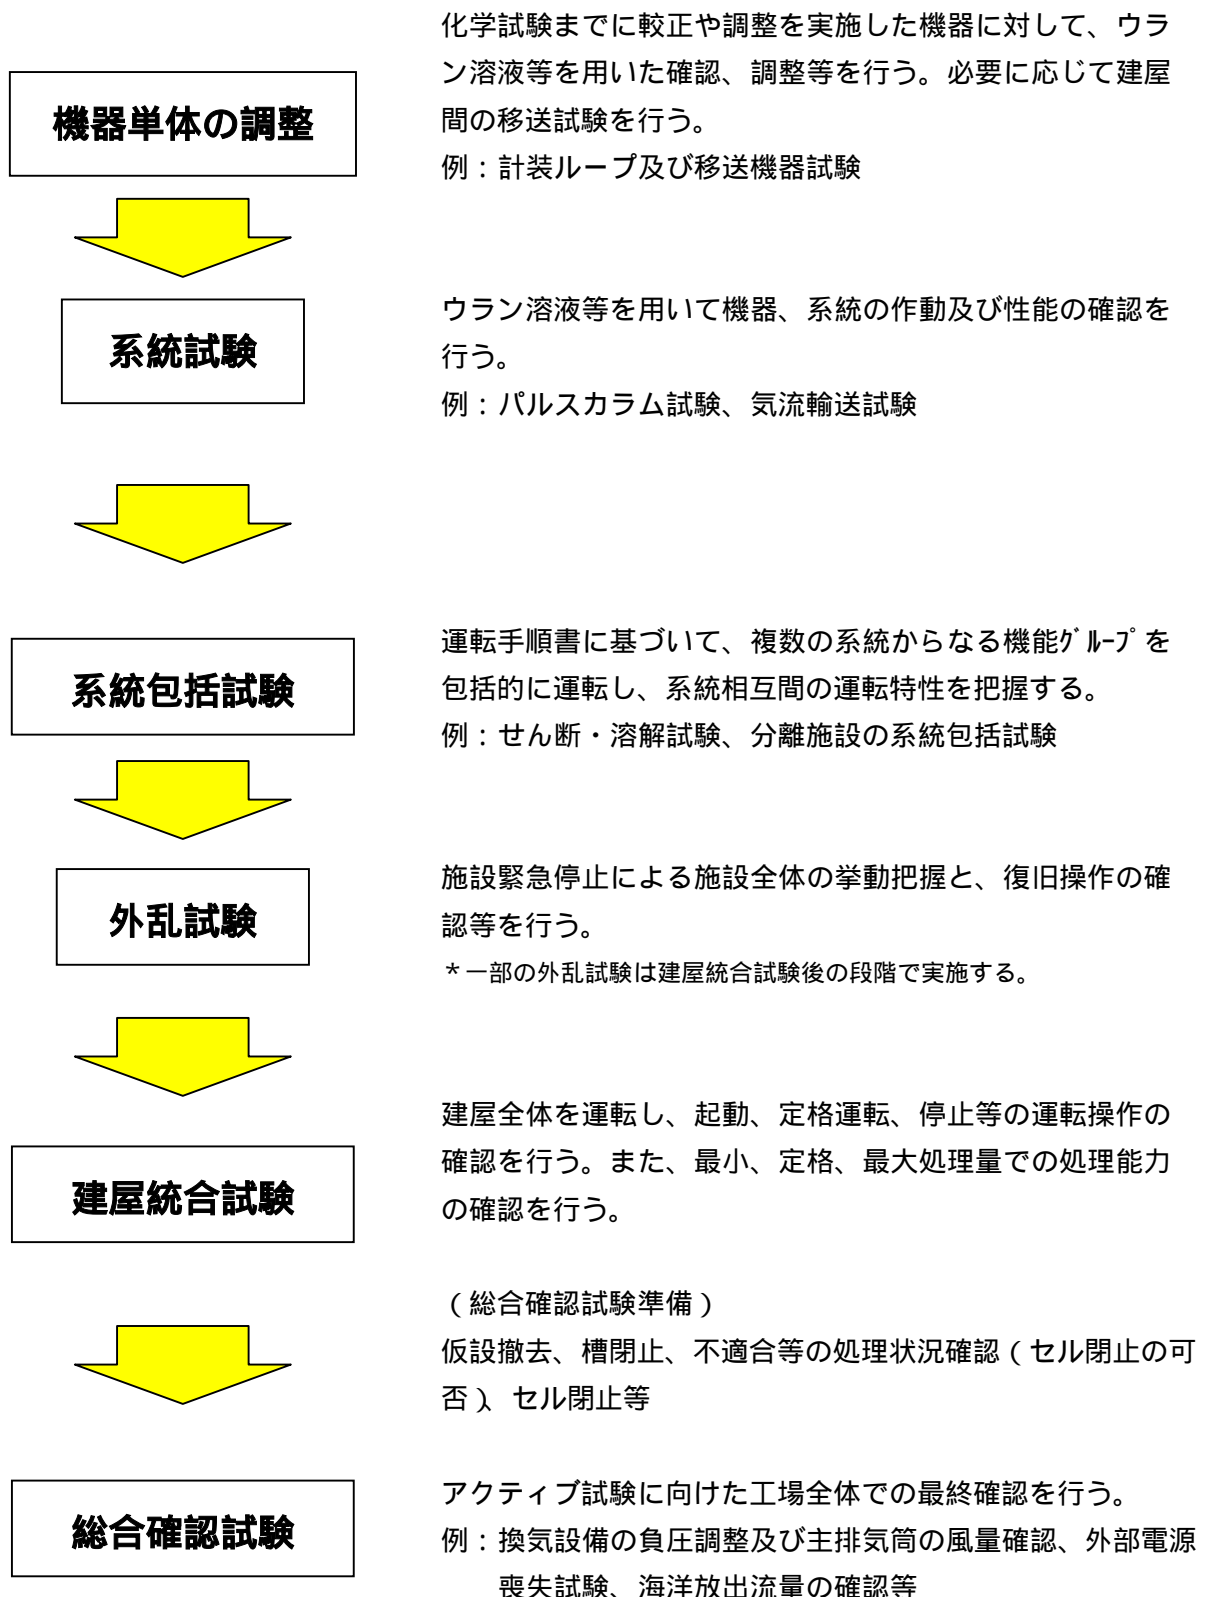 化学試験までに較正や調整を実施した機器に対して、ウラ
ン溶液等を用いた確認、調整等を行う。必要に応じて建屋
間の移送試験を行う。
例：計装ループ及び移送機器試験
機器単体の調整
ウラン溶液等を用いて機器、系統の作動及び性能の確認を
行う。
例：パルスカラム試験、気流輸送試験
系統試験
運転手順書に基づいて、複数の系統からなる機能ｸﾞﾙｰﾌﾟを
包括的に運転し、系統相互間の運転特性を把握する。
例：せん断・溶解試験、分離施設の系統包括試験
系統包括試験
施設緊急停止による施設全体の挙動把握と、復旧操作の確
認等を行う。
＊一部の外乱試験は建屋統合試験後の段階で実施する。
外乱試験
建屋全体を運転し、起動、定格運転、停止等の運転操作の
確認を行う。また、最小、定格、最大処理量での処理能力
の確認を行う。
建屋統合試験
（総合確認試験準備）
仮設撤去、槽閉止、不適合等の処理状況確認（セル閉止の可
否）、セル閉止等
アクティブ試験に向けた工場全体での最終確認を行う。
例：換気設備の負圧調整及び主排気筒の風量確認、外部電源
喪失試験、海洋放出流量の確認等
総合確認試験